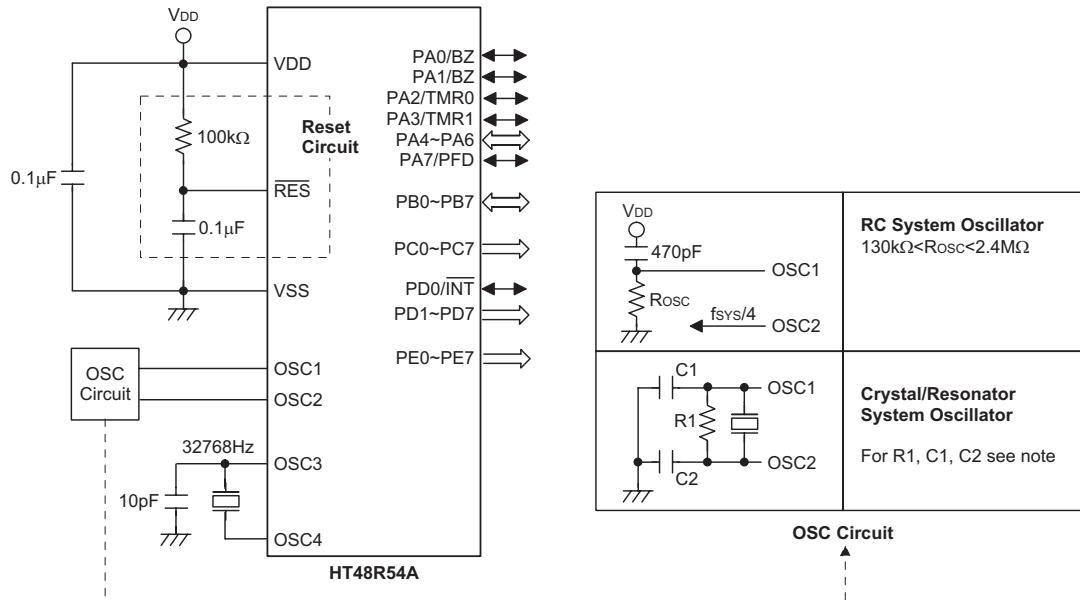 VDD
VDD
100kΩ
Reset
Circuit
0.1μF
RES
0.1μF
VSS
OSC
Circuit
OSC1
OSC2
32768Hz
OSC3
10pF
OSC4
HT48R54A
PA0/BZ
PA1/BZ
PA2/TMR0
PA3/TMR1
PA4~PA6
PA7/PFD
PB0~PB7
PC0~PC7
PD0/INT
PD1~PD7
PE0~PE7
VDD
470pF
OSC1
ROSC
fSYS/4
OSC2
RC System Oscillator
130kΩ<ROSC<2.4MΩ
C1
OSC1
R1
OSC2
C2
Crystal/Resonator
System Oscillator
For R1, C1, C2 see note
OSC Circuit